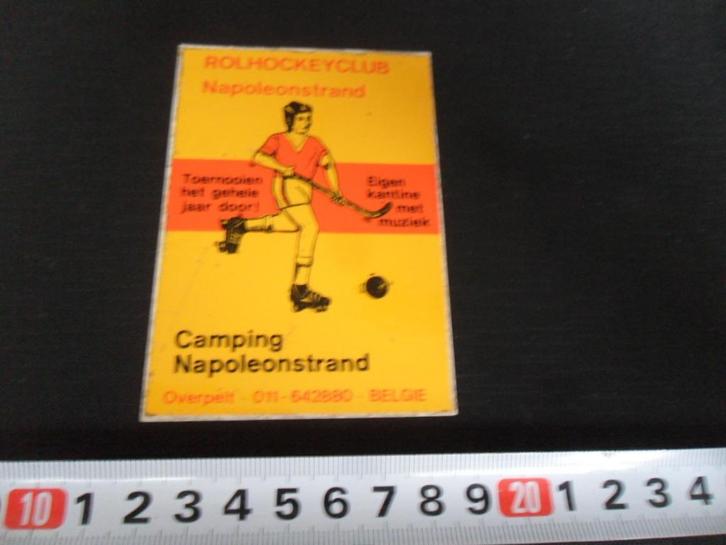 ROLHOCKEYCLUB
Napoleonstrand
Toernooien
het gehele
jaar door!
Eigen
kantine
met
muziek
Camping
Napoleonstrand
Overpelt - 011-642880 - BELGIE
10 1 2 3 4 5 6 7 8 9 20 1 2 3 4